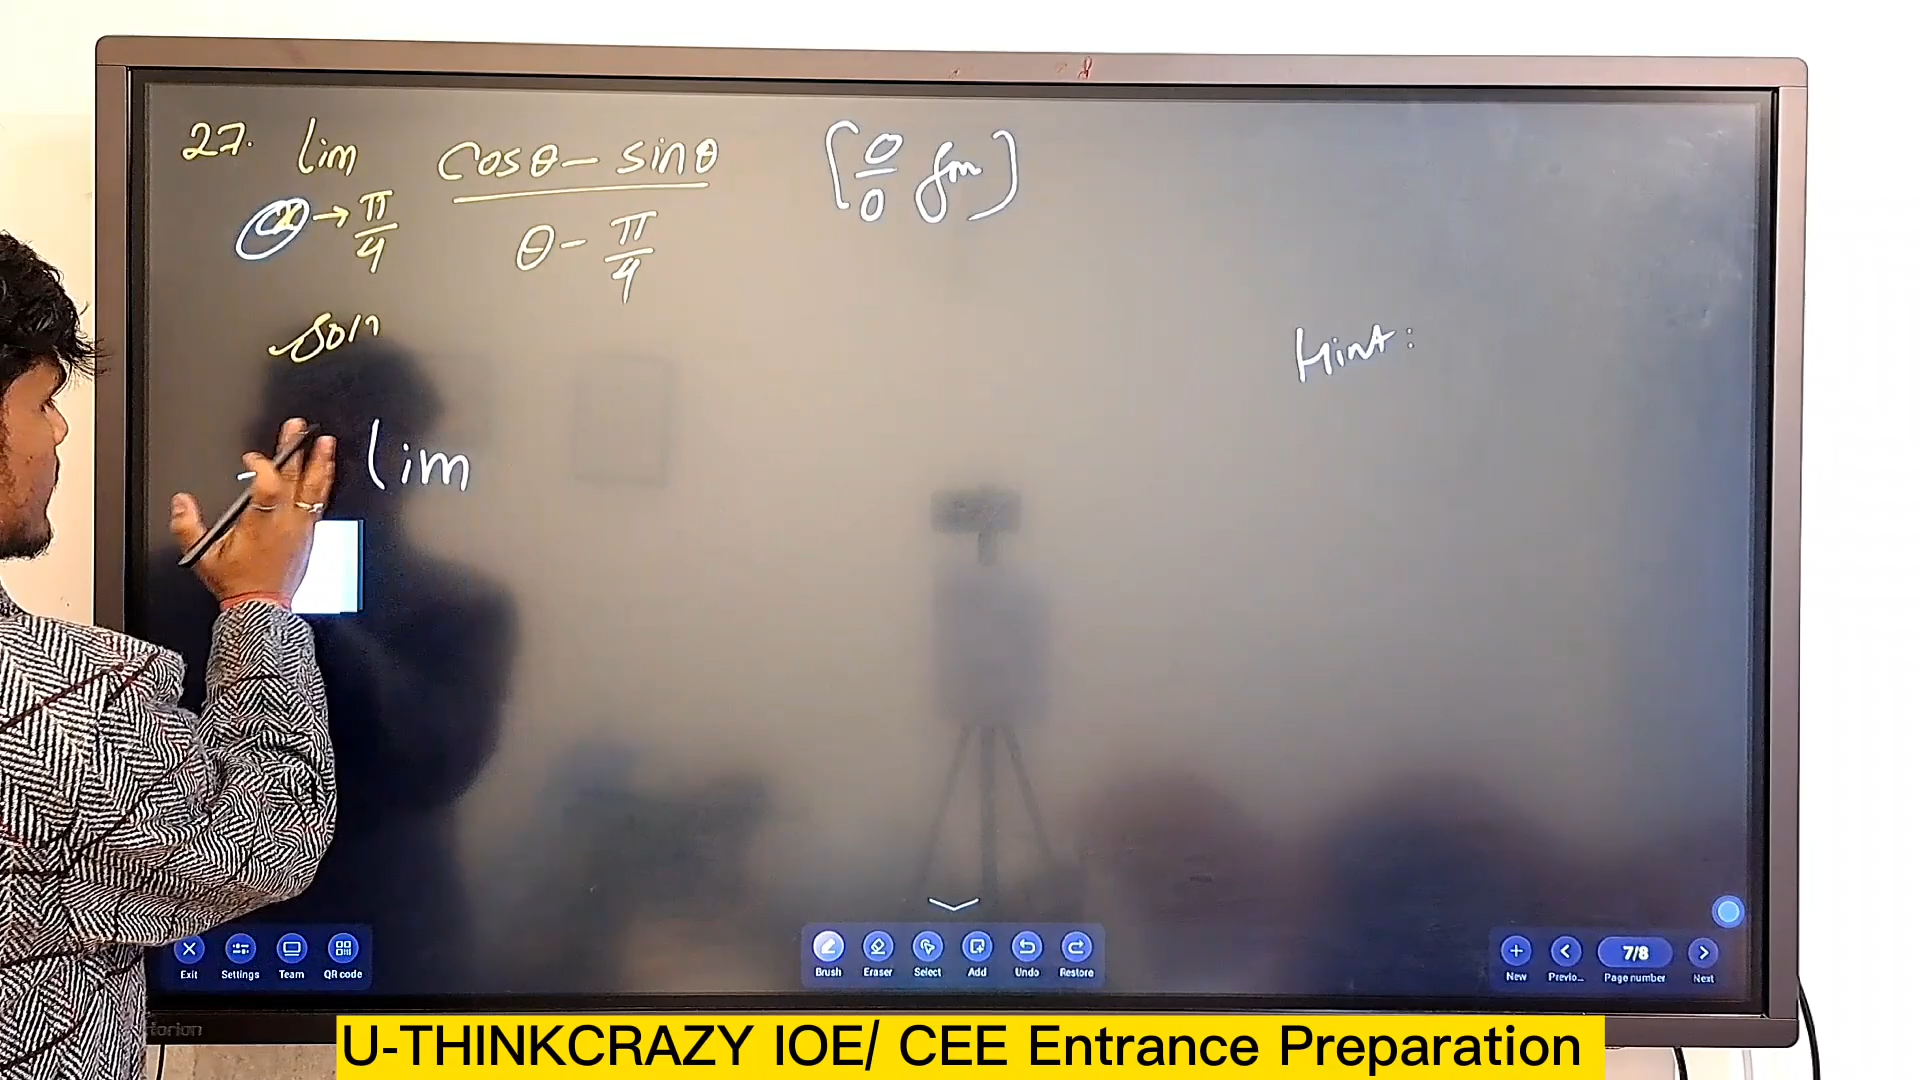 27. lim cosθ - sinθ [0/0 fm]
→ π/4 θ - π/4
soln
Hint:
= lim
Exit Settings Team QR code Brush Eraser Select Add Undo Restore New Previo... 7/8 Page number Next
U-THINKCRAZY IOE/ CEE Entrance Preparation